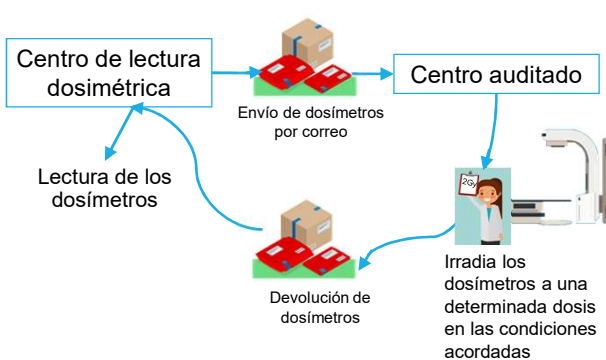 Centro de lectura
dosimétrica
Envío de dosímetros
por correo
Centro auditado
2Gy
Irradia los
dosímetros a una
determinada dosis
en las condiciones
acordadas
Devolución de
dosímetros
Lectura de los
dosímetros